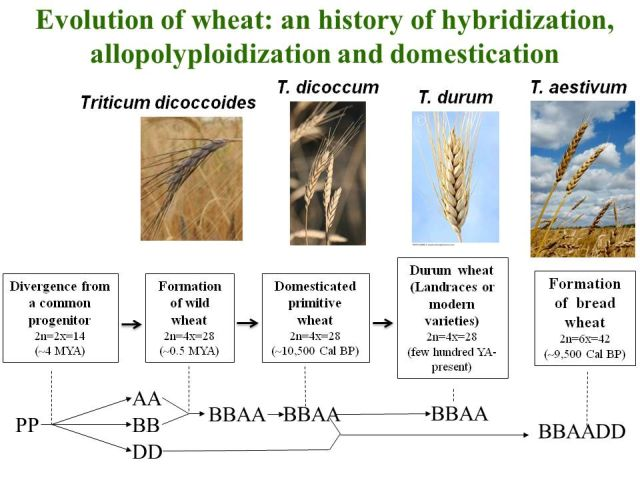 Evolution of wheat: an history of hybridization,
allopolyploidization and domestication
Triticum dicoccoides
T. dicoccum
T. durum
T. aestivum
Divergence from
a common
progenitor
2n=2x=14
(~4 MYA)
Formation
of wild
wheat
2n=4x=28
(~0.5 MYA)
Domesticated
primitive
wheat
2n=4x=28
(~10,500 Cal BP)
Durum wheat
(Landraces or
modern
varieties)
2n=4x=28
(few hundred YA-
present)
Formation
of bread
wheat
2n=6x=42
(~9,500 Cal BP)
PP
AA
BB
DD
BBAA
BBAA
BBAA
BBAADD